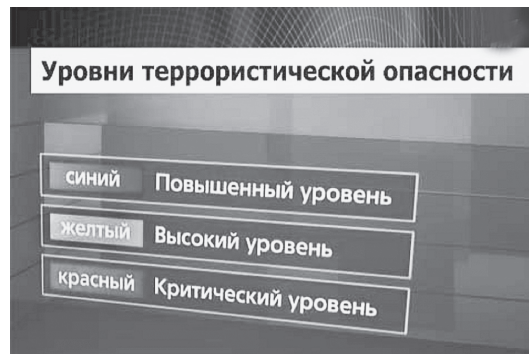 Уровни террористической опасности
синий Повышенный уровень
желтый Высокий уровень
красный Критический уровень